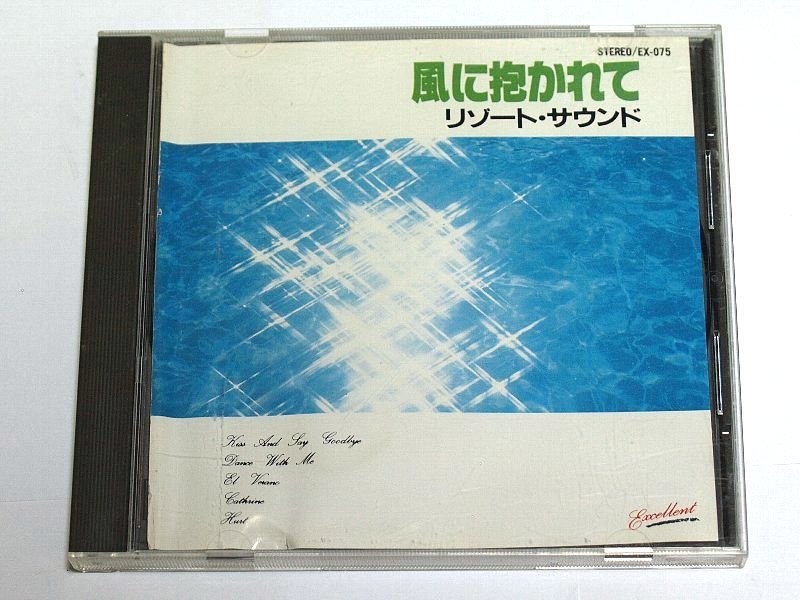 STEREO/EX-075
風に抱かれて
リゾート・サウンド
Kiss And Say Goodbye
Dance With Me
El Verano
Cathrine
Hurt
Excellent